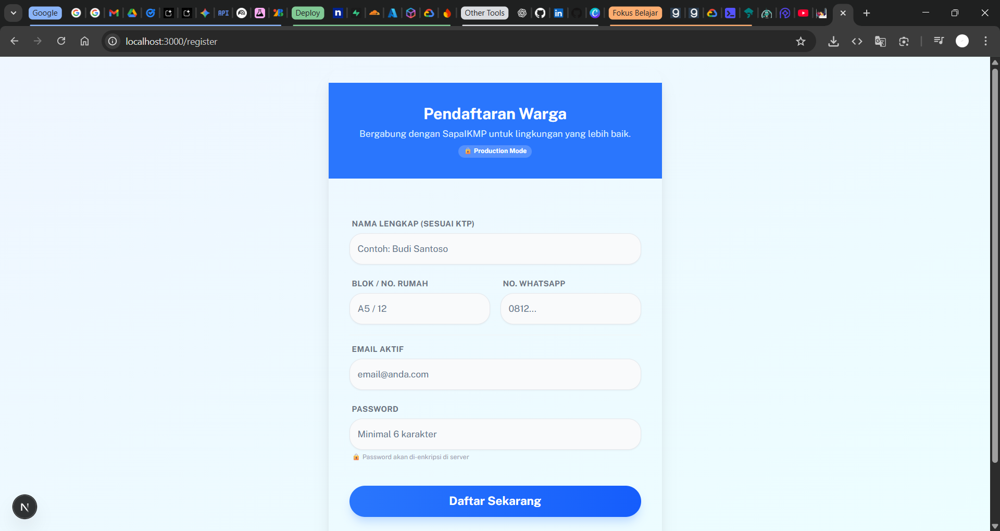 Google
API
Deploy
Other Tools
Fokus Belajar
localhost:3000/register
Pendaftaran Warga
Bergabung dengan SapaIKMP untuk lingkungan yang lebih baik.
🔒 Production Mode
NAMA LENGKAP (SESUAI KTP)
Contoh: Budi Santoso
BLOK / NO. RUMAH
NO. WHATSAPP
A5 / 12
0812...
EMAIL AKTIF
email@anda.com
PASSWORD
Minimal 6 karakter
🔒 Password akan di-enkripsi di server
Daftar Sekarang
N